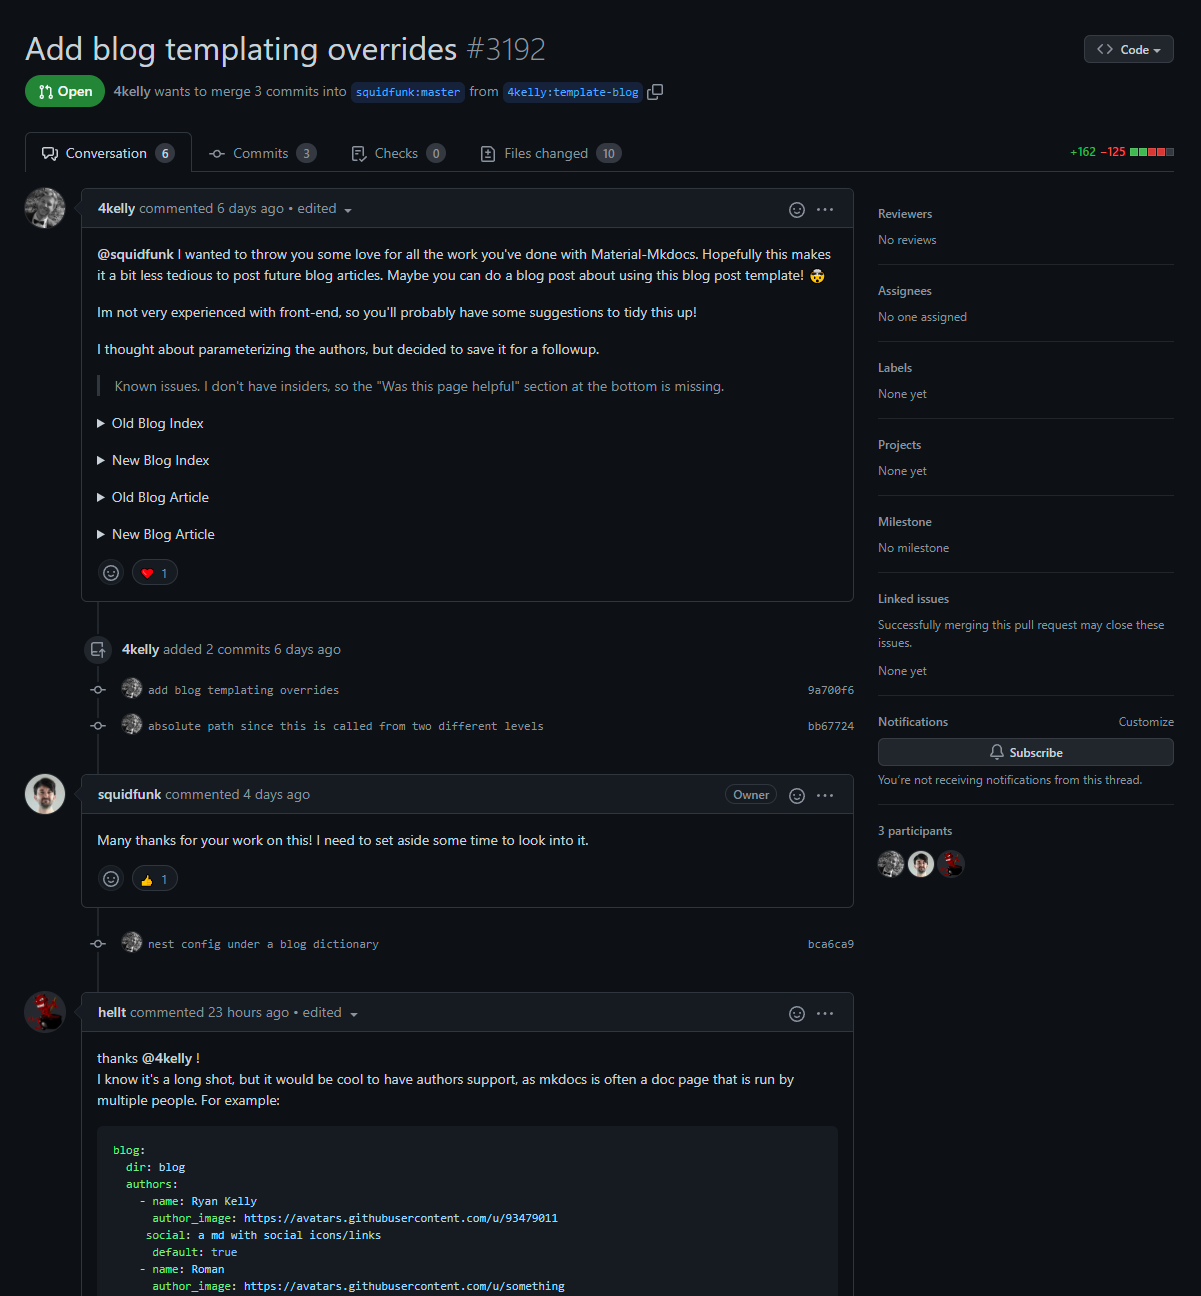 Add blog templating overrides #3192
Code
Open
4kelly wants to merge 3 commits into squidfunk:master from 4kelly:template-blog
Conversation 6
Commits 3
Checks 0
Files changed 10
+162 −125
4kelly commented 6 days ago • edited
@squidfunk I wanted to throw you some love for all the work you've done with Material-Mkdocs. Hopefully this makes
it a bit less tedious to post future blog articles. Maybe you can do a blog post about using this blog post template! 🤯
Im not very experienced with front-end, so you'll probably have some suggestions to tidy this up!
I thought about parameterizing the authors, but decided to save it for a followup.
Known issues. I don't have insiders, so the "Was this page helpful" section at the bottom is missing.
Old Blog Index
New Blog Index
Old Blog Article
New Blog Article
1
4kelly added 2 commits 6 days ago
add blog templating overrides 9a700f6
absolute path since this is called from two different levels bb67724
squidfunk commented 4 days ago
Owner
Many thanks for your work on this! I need to set aside some time to look into it.
1
nest config under a blog dictionary bca6ca9
hellt commented 23 hours ago • edited
thanks @4kelly !
I know it's a long shot, but it would be cool to have authors support, as mkdocs is often a doc page that is run by
multiple people. For example:
blog:
  dir: blog
  authors:
    - name: Ryan Kelly
      author_image: https://avatars.githubusercontent.com/u/93479011
     social: a md with social icons/links
      default: true
    - name: Roman
      author_image: https://avatars.githubusercontent.com/u/something
Reviewers
No reviews
Assignees
No one assigned
Labels
None yet
Projects
None yet
Milestone
No milestone
Linked issues
Successfully merging this pull request may close these
issues.
None yet
Notifications
Customize
Subscribe
You're not receiving notifications from this thread.
3 participants